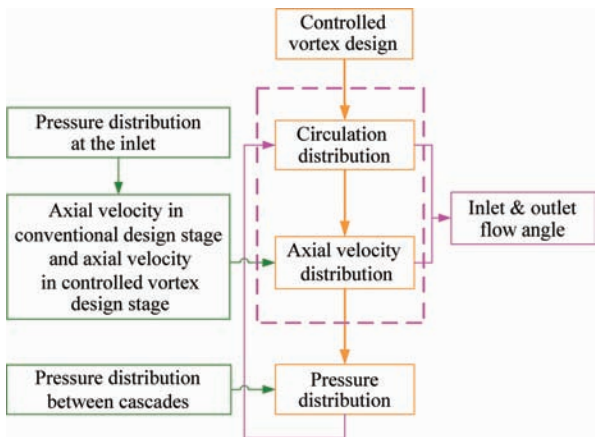 Controlled
vortex design
Pressure distribution
at the inlet
Circulation
distribution
Axial velocity in
conventional design stage
and axial velocity
in controlled vortex
design stage
Axial velocity
distribution
Inlet & outlet
flow angle
Pressure distribution
between cascades
Pressure
distribution